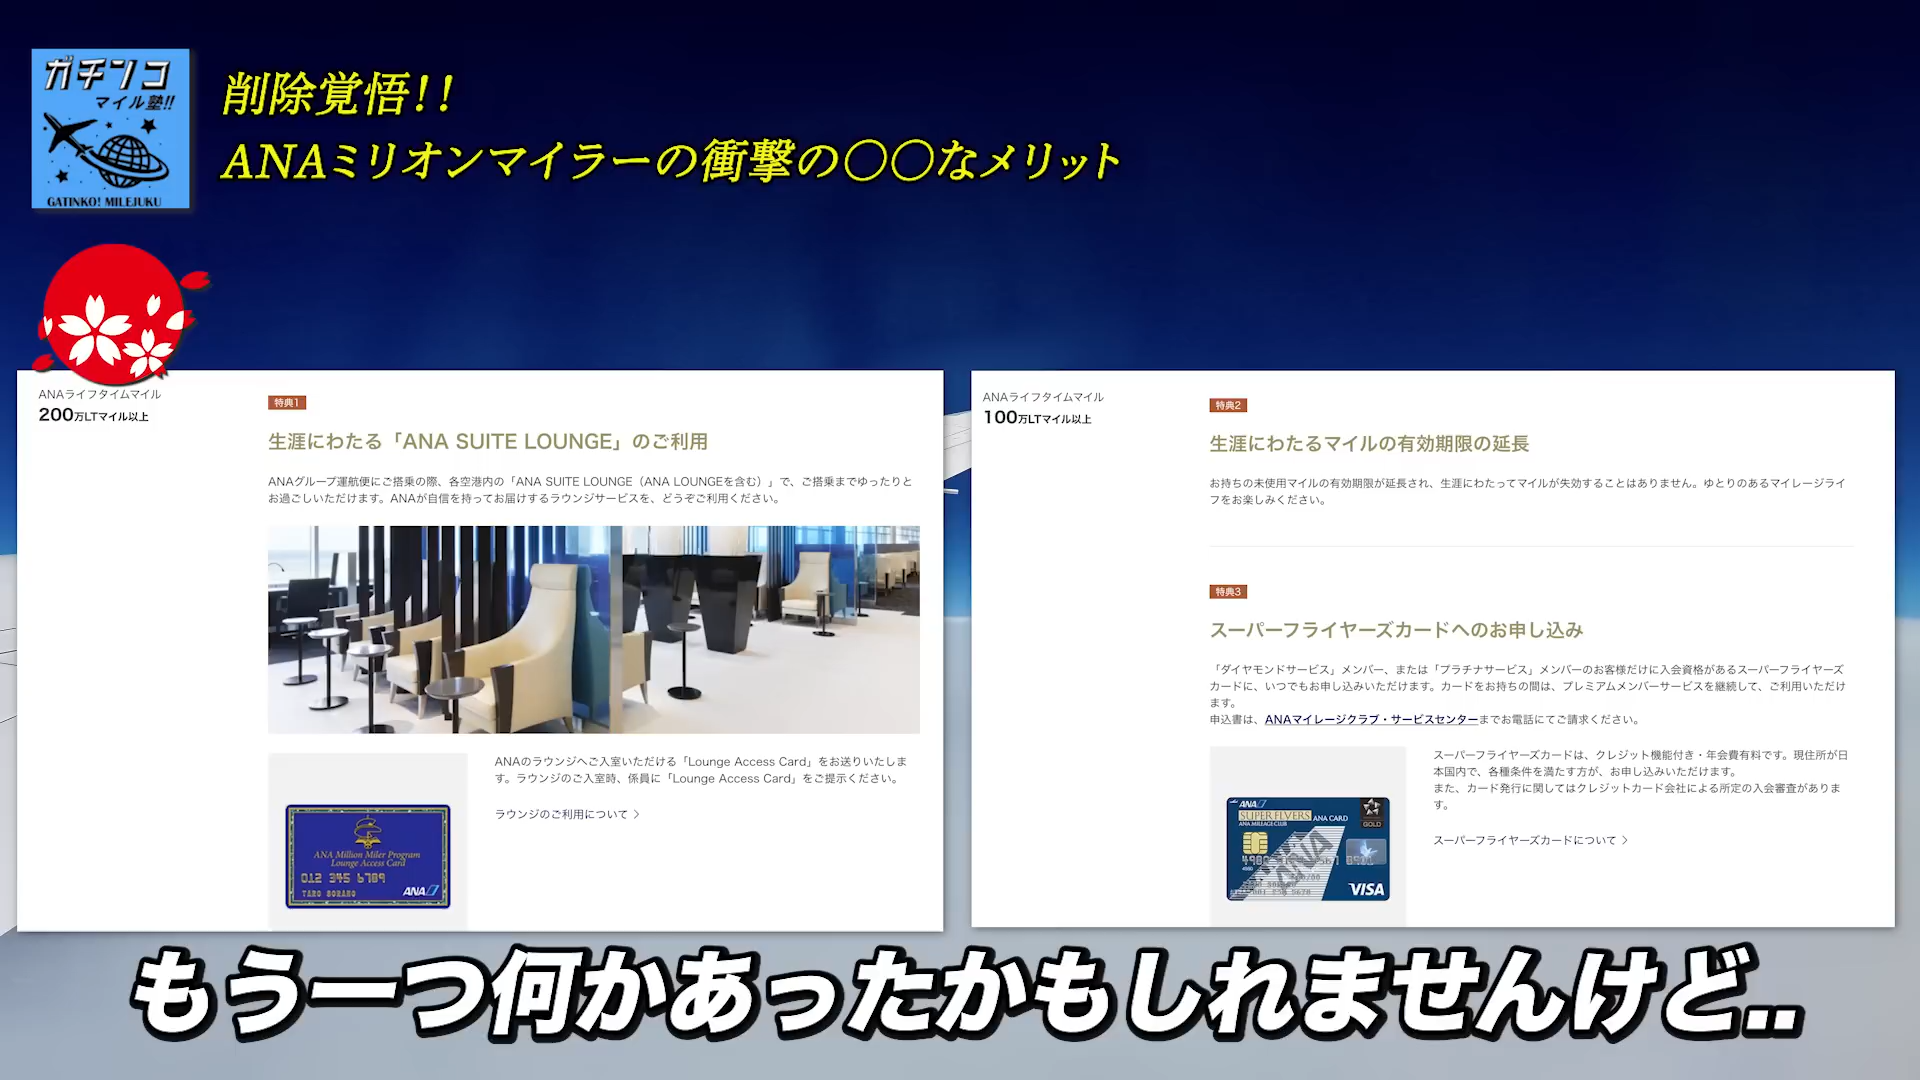 ガチンコ
マイル塾!!
GATINKO! MILEJUKU
削除覚悟!!
ANAミリオンマイラーの衝撃の〇〇なメリット
ANAライフタイムマイル
200万LTマイル以上
特典1
生涯にわたる「ANA SUITE LOUNGE」のご利用
ANAグループ運航便にご搭乗の際、各空港内の「ANA SUITE LOUNGE（ANA LOUNGEを含む）」で、ご搭乗までゆったりと
お過ごしいただけます。ANAが自信を持ってお届けするラウンジサービスを、どうぞご利用ください。
ANAのラウンジへご入室いただける「Lounge Access Card」をお送りいたしま
す。ラウンジのご入室時、係員に「Lounge Access Card」をご提示ください。
ラウンジのご利用について
ANA Million Miler Program
Lounge Access Card
012 345 6789
TARO SORANO
ANA
ANAライフタイムマイル
100万LTマイル以上
特典2
生涯にわたるマイルの有効期限の延長
お持ちの未使用マイルの有効期限が延長され、生涯にわたってマイルが失効することはありません。ゆとりのあるマイレージライ
フをお楽しみください。
特典3
スーパーフライヤーズカードへのお申し込み
「ダイヤモンドサービス」メンバー、または「プラチナサービス」メンバーのお客様だけに入会資格があるスーパーフライヤーズ
カードに、いつでもお申し込みいただけます。カードをお持ちの間は、プレミアムメンバーサービスを継続して、ご利用いただけ
ます。
申込書は、ANAマイレージクラブ・サービスセンターまでお電話にてご請求ください。
スーパーフライヤーズカードは、クレジット機能付き・年会費有料です。現住所が日
本国内で、各種条件を満たす方が、お申し込みいただけます。
また、カード発行に関してはクレジットカード会社による所定の入会審査がありま
す。
スーパーフライヤーズカードについて
ANA
SUPER FLYERS ANA CARD
ANA MILEAGE CLUB
GOLD
ANA
VISA
もう一つ何かあったかもしれませんけど..